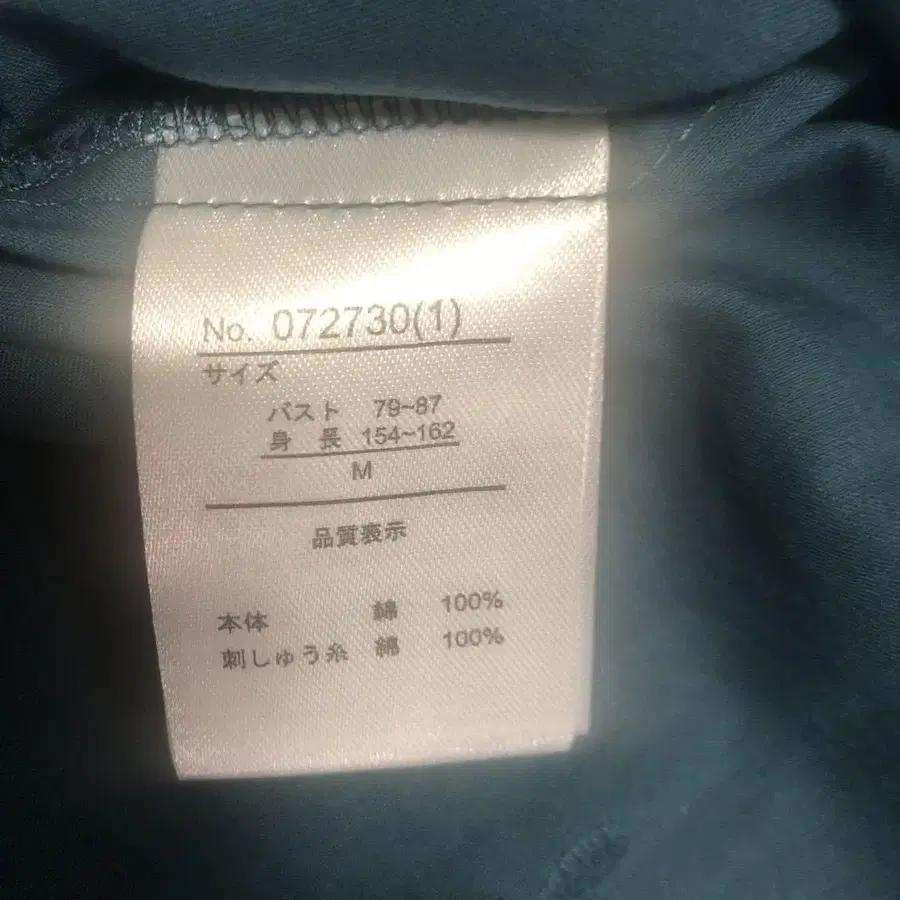 No. 072730(1)
サイズ
バスト 79~87
身 長 154~162
M
品質表示
本体 綿 100%
刺しゅう糸 綿 100%